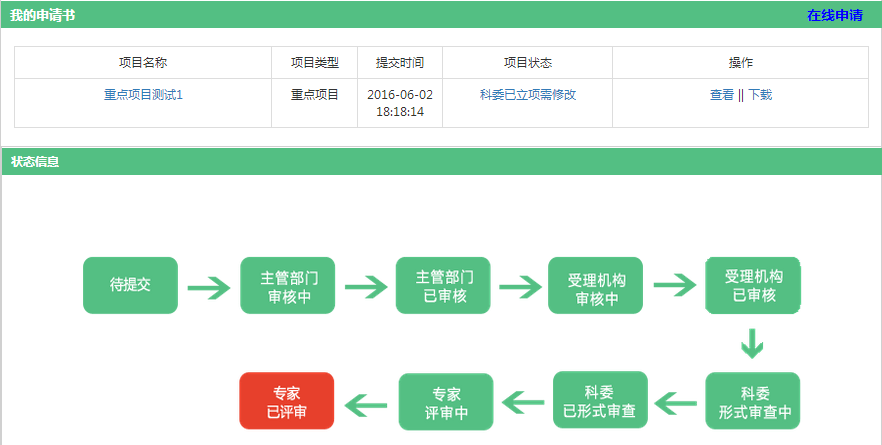 我的申请书 在线申请
项目名称 项目类型 提交时间 项目状态 操作
重点项目测试1 重点项目 2016-06-02 18:18:14 科委已立项需修改 查看 || 下载
状态信息
待提交
主管部门
审核中
主管部门
已审核
受理机构
审核中
受理机构
已审核
科委
形式审查中
科委
已形式审查
专家
评审中
专家
已评审